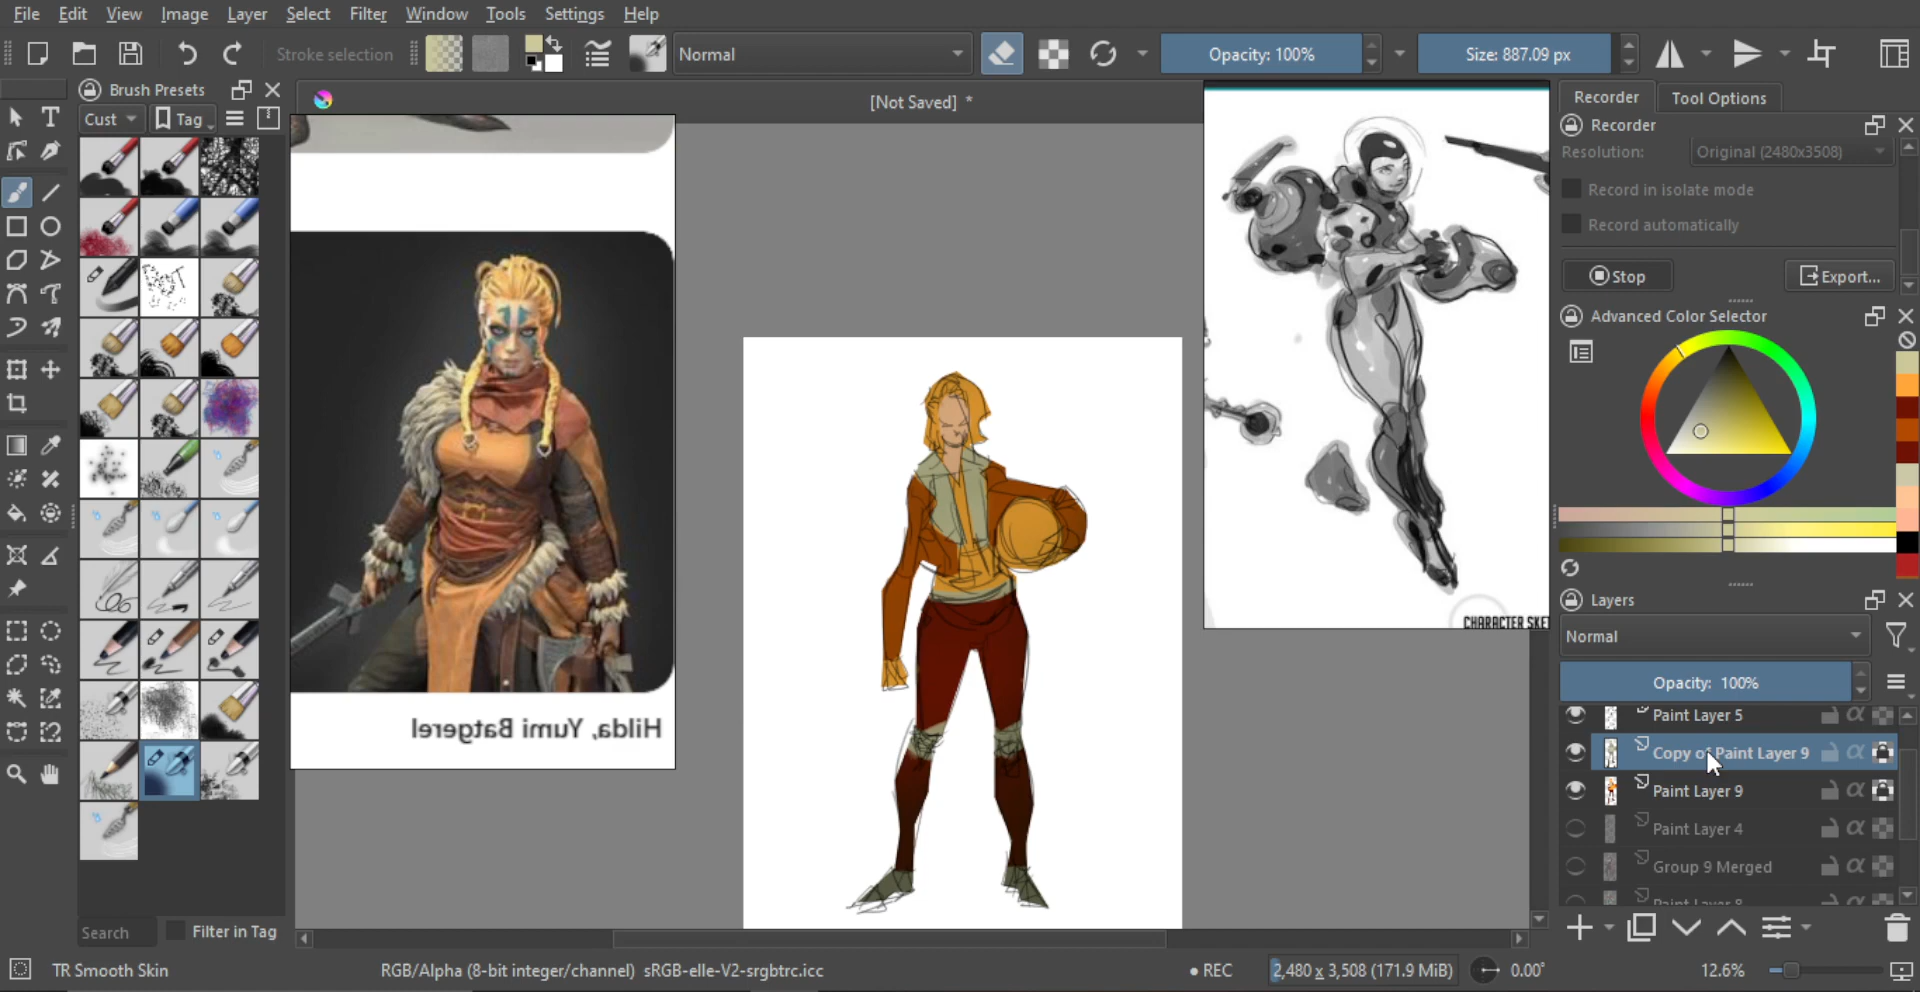 File Edit View Image Layer Select Filter Window Tools Settings Help
Stroke selection Normal Opacity: 100% Size: 887.09 px
Brush Presets
Cust Tag
[Not Saved] *
Recorder Tool Options
Recorder
Resolution: Original (2480x3508)
Record in isolate mode
Record automatically
Stop Export...
Advanced Color Selector
Layers
Normal
Opacity: 100%
Paint Layer 5
Copy of Paint Layer 9
Paint Layer 9
Paint Layer 4
Group 9 Merged
Paint Layer 8
Hilda, Yumi Batgerel
CHARACTER SKE
Search Filter in Tag
TR Smooth Skin RGB/Alpha (8-bit integer/channel) sRGB-elle-V2-srgbtrc.icc • REC 2,480 x 3,508 (171.9 MiB) 0.00° 12.6%